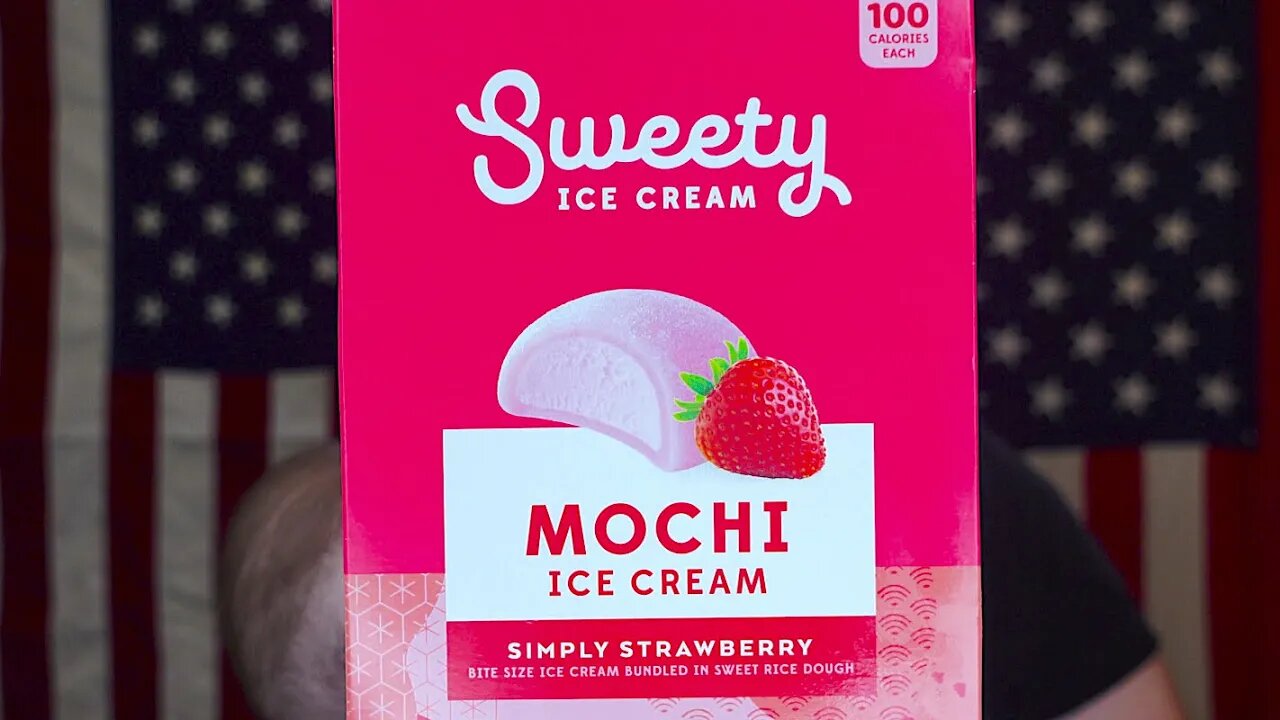 100
CALORIES
EACH
Sweety
ICE CREAM
MOCHI
ICE CREAM
SIMPLY STRAWBERRY
BITE SIZE ICE CREAM BUNDLED IN SWEET RICE DOUGH